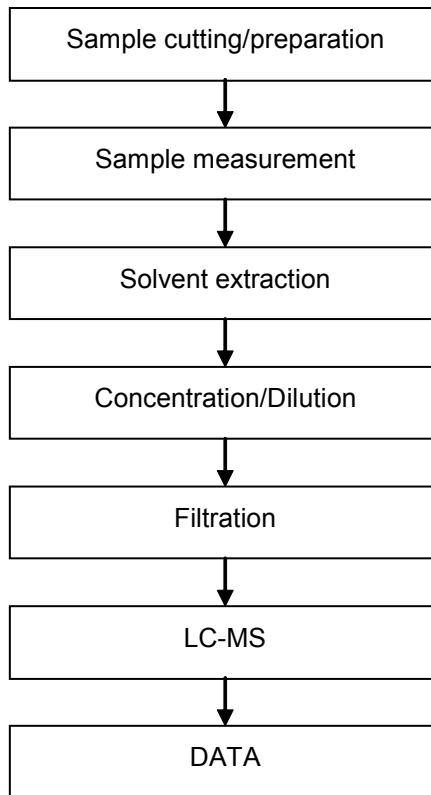 Sample cutting/preparation
Sample measurement
Solvent extraction
Concentration/Dilution
Filtration
LC-MS
DATA